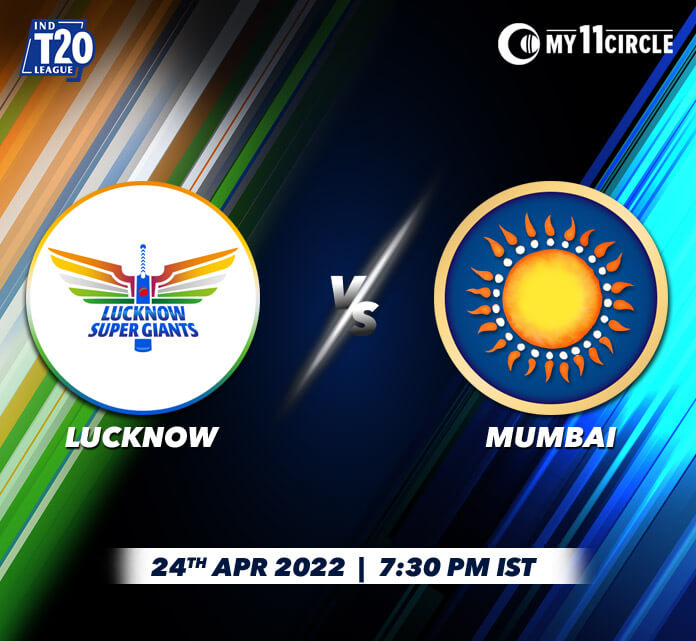 IND
T20
LEAGUE
MY11CIRCLE
LUCKNOW
SUPER GIANTS
VS
LUCKNOW
MUMBAI
24TH APR 2022 | 7:30 PM IST